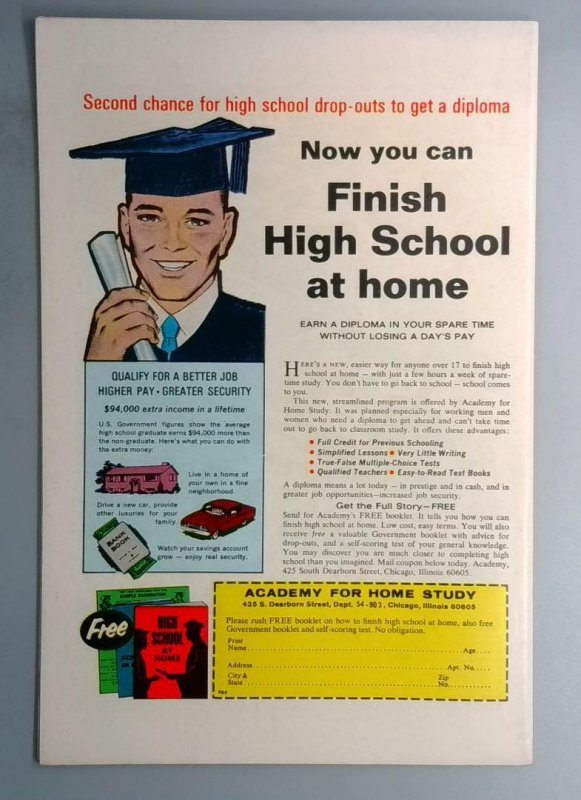 Second chance for high school drop-outs to get a diploma
Now you can
Finish
High School
at home
EARN A DIPLOMA IN YOUR SPARE TIME
WITHOUT LOSING A DAY'S PAY
HERE'S A NEW, easier way for anyone over 17 to finish high
school at home — with just a few hours a week of spare-
time study. You don't have to go back to school — school comes
to you.
This new, streamlined program is offered by Academy for
Home Study. It was planned especially for working men and
women who need a diploma to get ahead and can't take time
out to go back to classroom study. It offers these advantages:
• Full Credit for Previous Schooling
• Simplified Lessons • Very Little Writing
• True-False Multiple-Choice Tests
• Qualified Teachers • Easy-to-Read Text Books
A diploma means a lot today — in prestige and in cash, and in
greater job opportunities—increased job security.
Get the Full Story—FREE
Send for Academy's FREE booklet. It tells you how you can
finish high school at home. Low cost, easy terms. You will also
receive free a valuable Government booklet with advice for
drop-outs, and a self-scoring test of your general knowledge.
You may discover you are much closer to completing high
school than you imagined. Mail coupon below today. Academy,
425 South Dearborn Street, Chicago, Illinois 60605.
QUALIFY FOR A BETTER JOB
HIGHER PAY • GREATER SECURITY
$94,000 extra income in a lifetime
U.S. Government figures show the average
high school graduate earns $94,000 more than
the non-graduate. Here's what you can do with
the extra money:
Live in a home of
your own in a fine
neighborhood.
Drive a new car, provide
other luxuries for your
family.
BANK
BOOK
Watch your savings account
grow — enjoy real security.
Free
SAMPLE EXAMINATION
HIGH
SCHOOL
AT
HOME
ACADEMY FOR HOME STUDY
425 S. Dearborn Street, Dept. 54-903, Chicago, Illinois 60605
Please rush FREE booklet on how to finish high school at home, also free
Government booklet and self-scoring test. No obligation.
Print
Name Age
Address Apt. No.
City & Zip
State No.
964